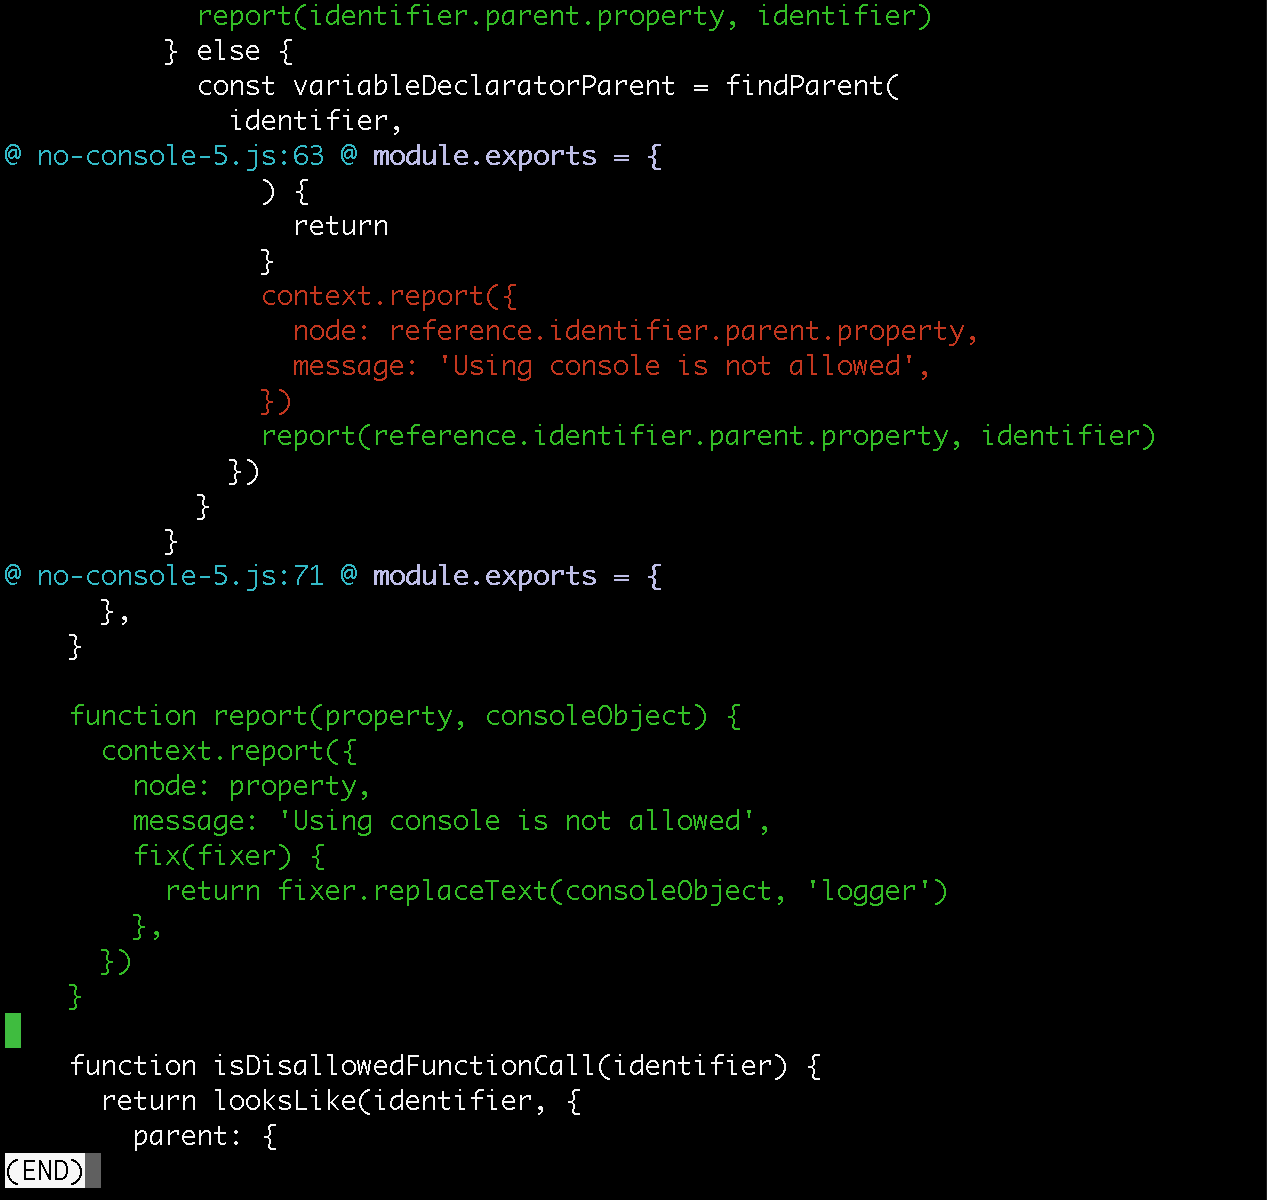 report(identifier.parent.property, identifier)
          } else {
            const variableDeclaratorParent = findParent(
              identifier,
@ no-console-5.js:63 @ module.exports = {
                ) {
                  return
                }
                context.report({
                  node: reference.identifier.parent.property,
                  message: 'Using console is not allowed',
                })
                report(reference.identifier.parent.property, identifier)
              })
            }
          }
@ no-console-5.js:71 @ module.exports = {
      },
    }

    function report(property, consoleObject) {
      context.report({
        node: property,
        message: 'Using console is not allowed',
        fix(fixer) {
          return fixer.replaceText(consoleObject, 'logger')
        },
      })
    }

    function isDisallowedFunctionCall(identifier) {
      return looksLike(identifier, {
        parent: {
(END)